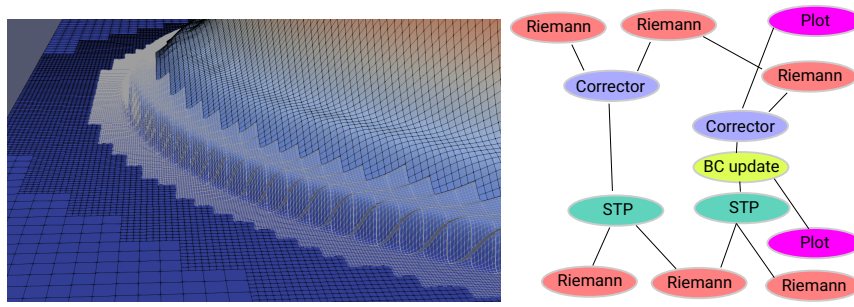 Riemann
Riemann
Plot
Corrector
Riemann
Corrector
BC update
STP
STP
Plot
Riemann
Riemann
Riemann